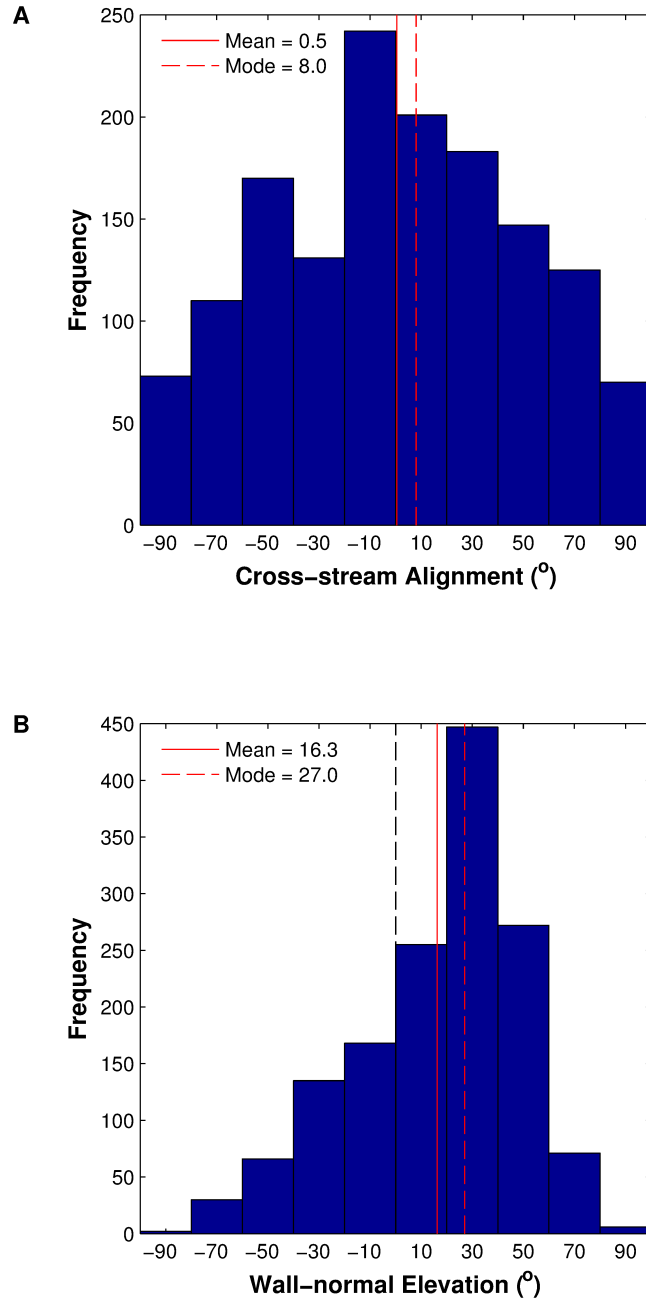 A
250
Mean = 0.5
Mode = 8.0
200
150
100
50
0
Frequency
−90 −70 −50 −30 −10 10 30 50 70 90
Cross−stream Alignment (o)
B
450
Mean = 16.3
Mode = 27.0
400
350
300
250
200
150
100
50
0
Frequency
−90 −70 −50 −30 −10 10 30 50 70 90
Wall−normal Elevation (o)